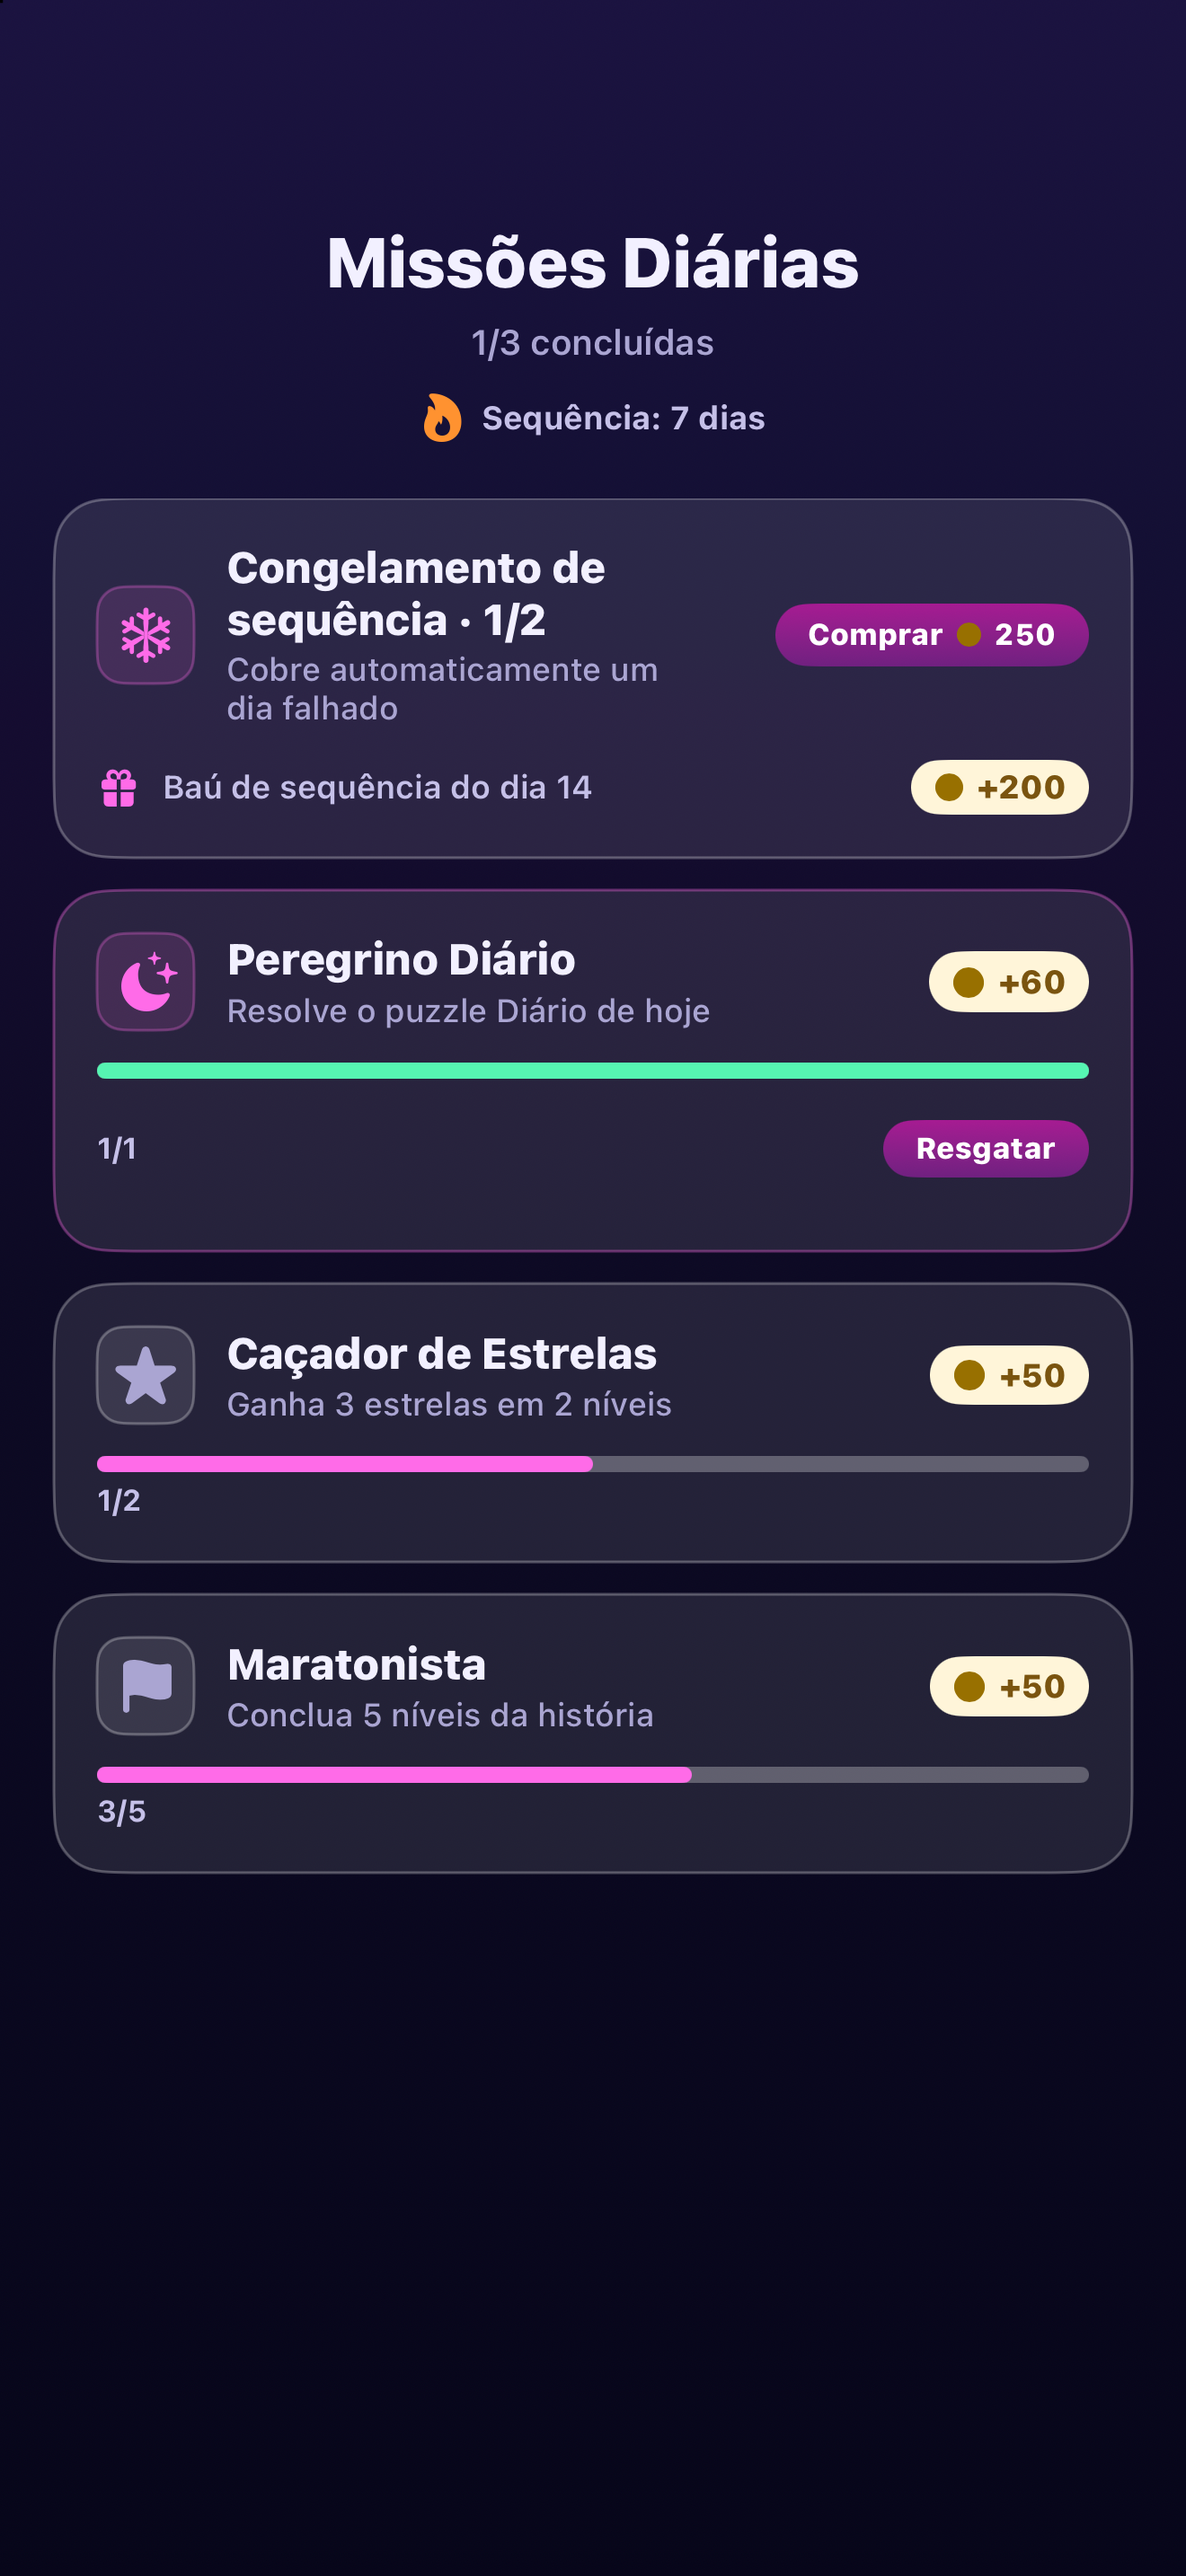 Missões Diárias
1/3 concluídas
Sequência: 7 dias
Congelamento de
sequência · 1/2
Cobre automaticamente um
dia falhado
Comprar 250
Baú de sequência do dia 14
+200
Peregrino Diário
Resolve o puzzle Diário de hoje
+60
1/1
Resgatar
Caçador de Estrelas
Ganha 3 estrelas em 2 níveis
+50
1/2
Maratonista
Conclua 5 níveis da história
+50
3/5